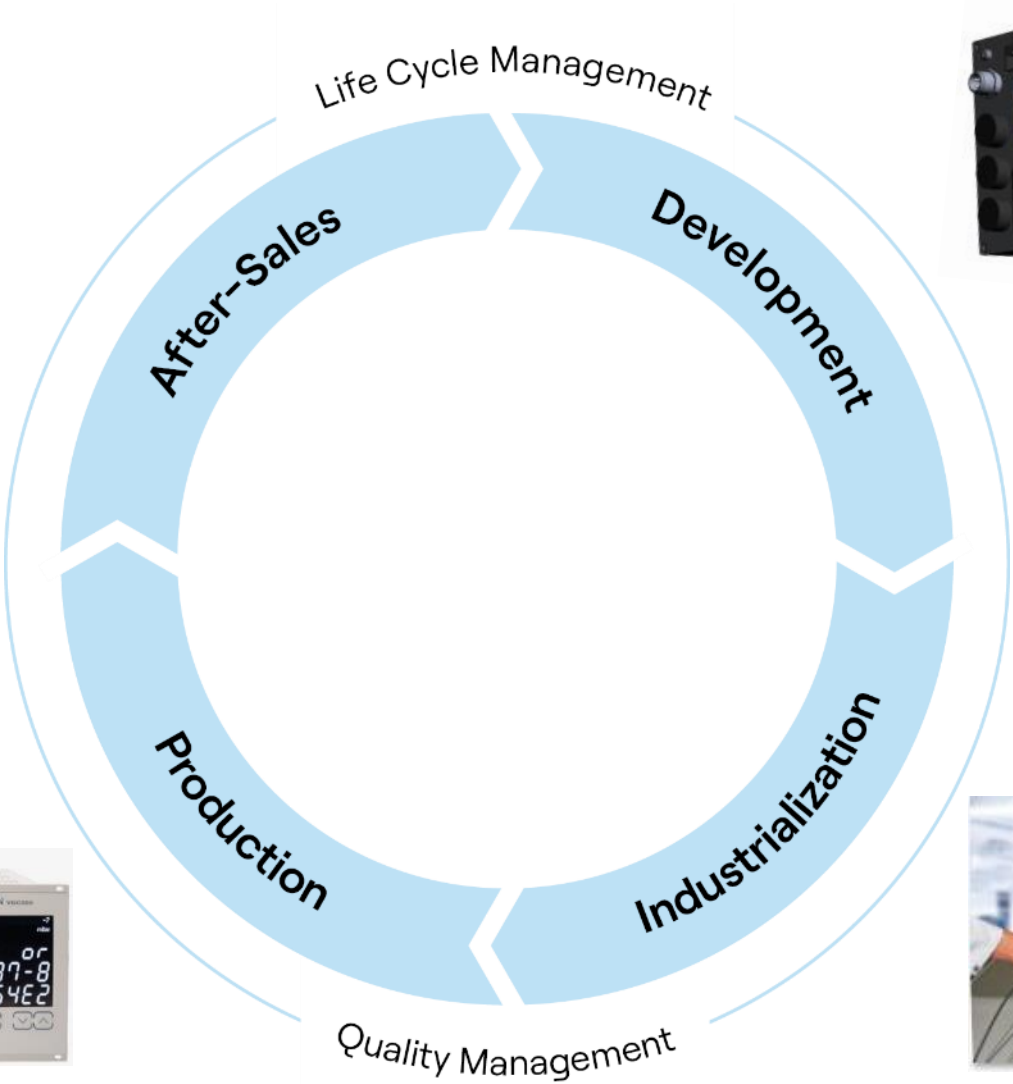 Life Cycle Management
After-Sales
Development
Production
Industrialization
Quality Management